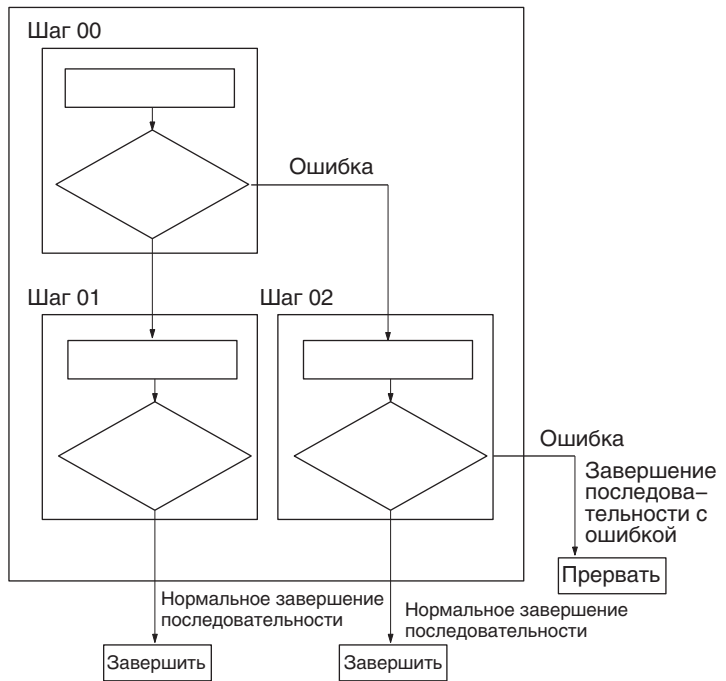 Шаг 00
Ошибка
Шаг 01
Шаг 02
Ошибка
Завершение
последова–
тельности с
ошибкой
Прервать
Нормальное завершение
последовательности
Нормальное завершение
последовательности
Завершить
Завершить